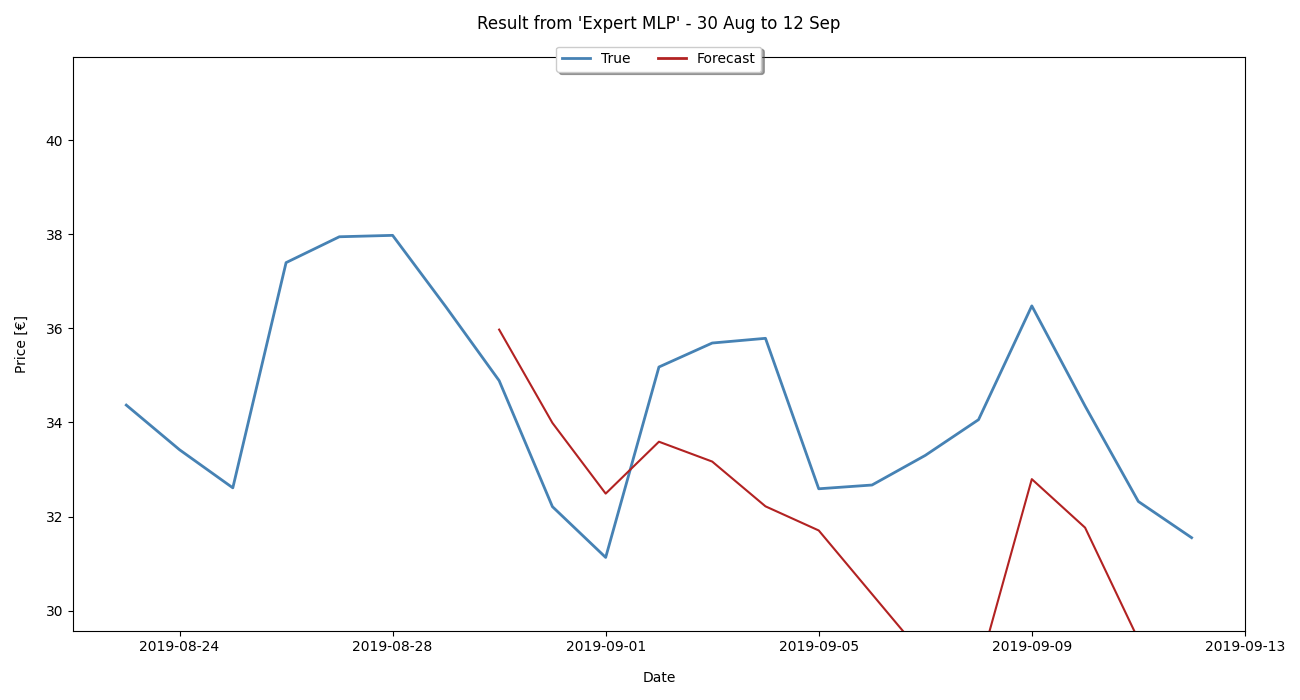 Result from 'Expert MLP' - 30 Aug to 12 Sep
True Forecast
Price [€]
40
38
36
34
32
30
2019-08-24 2019-08-28 2019-09-01 2019-09-05 2019-09-09 2019-09-13
Date